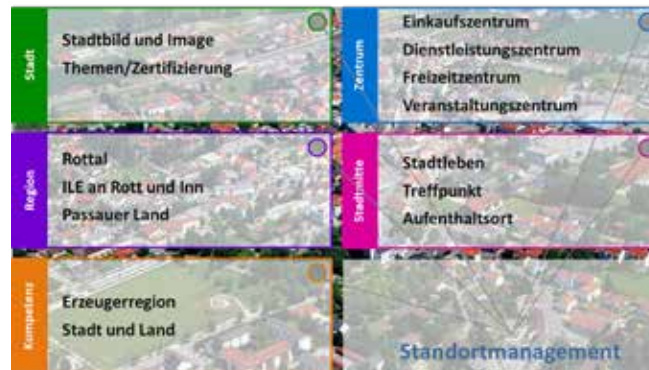 Stadt
Stadtbild und Image
Themen/Zertifizierung
Zentrum
Einkaufszentrum
Dienstleistungszentrum
Freizeitzentrum
Veranstaltungszentrum
Region
Rottal
ILE an Rott und Inn
Passauer Land
Stadtmitte
Stadtleben
Treffpunkt
Aufenthaltsort
Kompetenz
Erzeugerregion
Stadt und Land
Standortmanagement